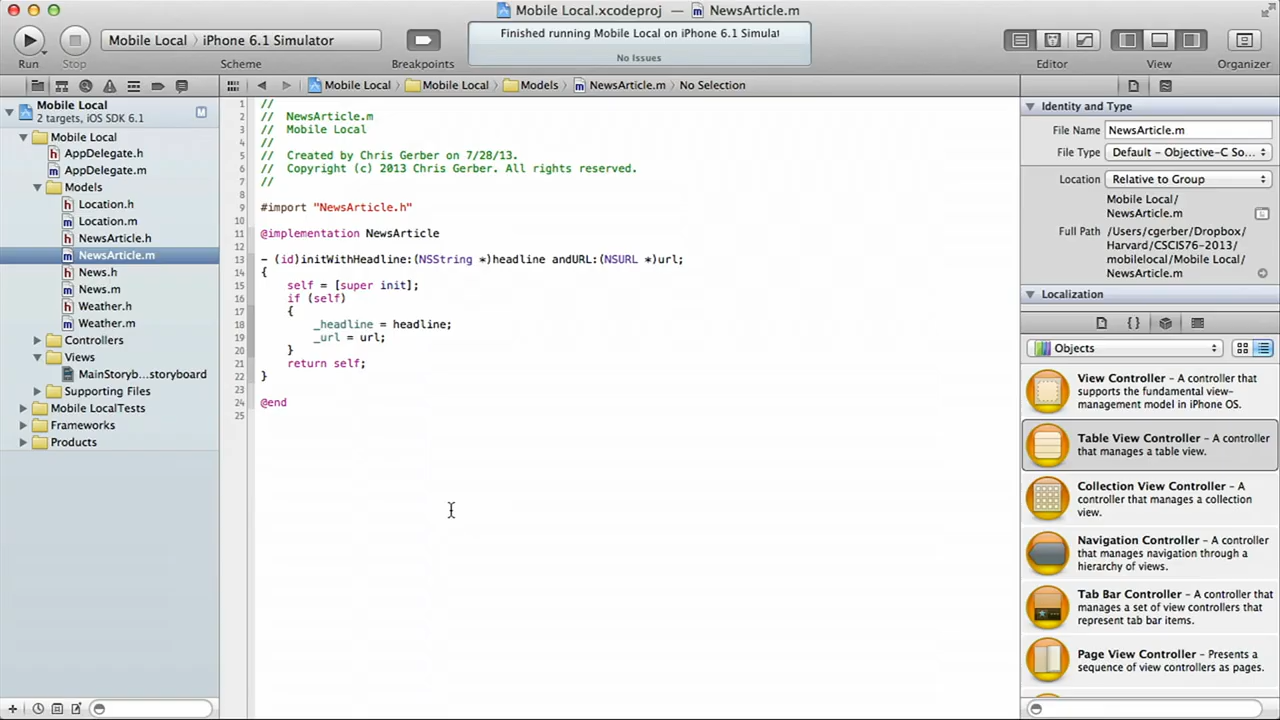 Mobile Local.xcodeproj — NewsArticle.m
Mobile Local › iPhone 6.1 Simulator
Finished running Mobile Local on iPhone 6.1 Simulat
No Issues
Run
Stop
Scheme
Breakpoints
Editor
View
Organizer
Mobile Local
2 targets, iOS SDK 6.1
M
Mobile Local
AppDelegate.h
AppDelegate.m
Models
Location.h
Location.m
NewsArticle.h
NewsArticle.m
News.h
News.m
Weather.h
Weather.m
Controllers
Views
MainStoryb...storyboard
Supporting Files
Mobile LocalTests
Frameworks
Products
Mobile Local › Mobile Local › Models › NewsArticle.m › No Selection
1 //
2 //  NewsArticle.m
3 //  Mobile Local
4 //
5 //  Created by Chris Gerber on 7/28/13.
6 //  Copyright (c) 2013 Chris Gerber. All rights reserved.
7 //
8
9 #import "NewsArticle.h"
10
11 @implementation NewsArticle
12
13 - (id)initWithHeadline:(NSString *)headline andURL:(NSURL *)url;
14 {
15     self = [super init];
16     if (self)
17     {
18         _headline = headline;
19         _url = url;
20     }
21     return self;
22 }
23
24 @end
25
Identity and Type
File Name NewsArticle.m
File Type Default - Objective-C So...
Location Relative to Group
Mobile Local/
NewsArticle.m
Full Path /Users/cgerber/Dropbox/
Harvard/CSCIS76-2013/
mobilelocal/Mobile Local/
NewsArticle.m
Localization
{}
Objects
View Controller - A controller that
supports the fundamental view-
management model in iPhone OS.
Table View Controller - A controller
that manages a table view.
Collection View Controller - A
controller that manages a collection
view.
Navigation Controller - A controller
that manages navigation through a
hierarchy of views.
Tab Bar Controller - A controller that
manages a set of view controllers that
represent tab bar items.
Page View Controller - Presents a
sequence of view controllers as pages.